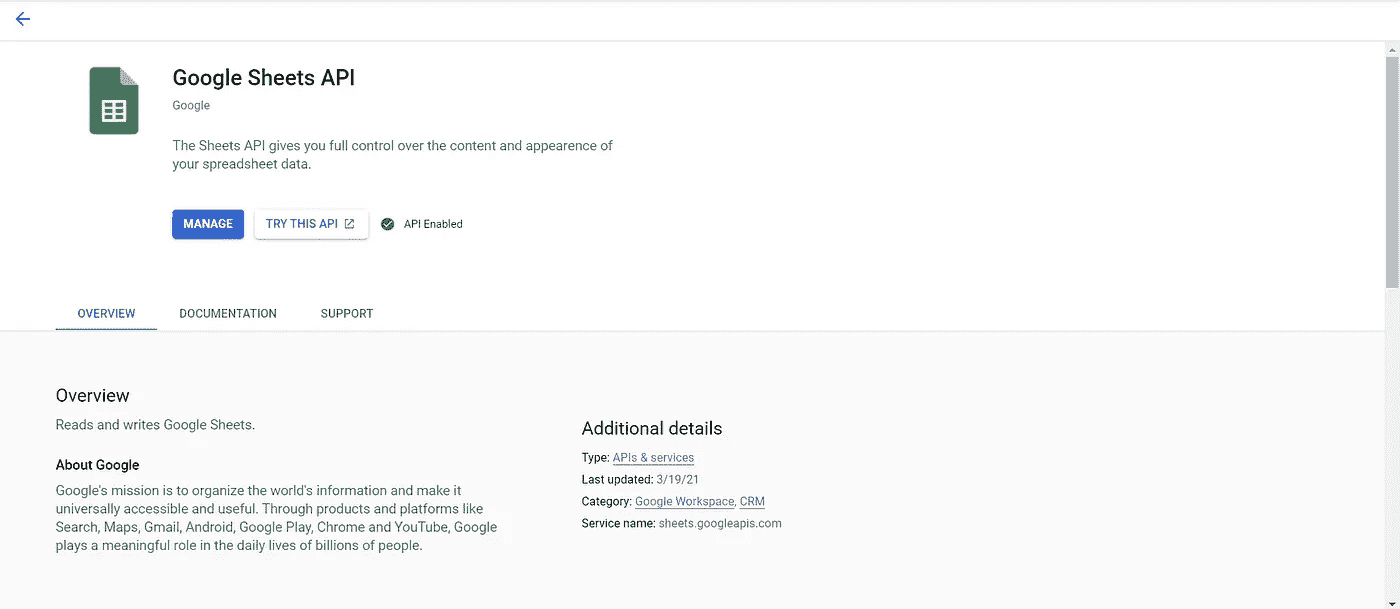 Google Sheets API
Google
The Sheets API gives you full control over the content and appearence of
your spreadsheet data.
MANAGE
TRY THIS API
API Enabled
OVERVIEW
DOCUMENTATION
SUPPORT
Overview
Reads and writes Google Sheets.
About Google
Google's mission is to organize the world's information and make it
universally accessible and useful. Through products and platforms like
Search, Maps, Gmail, Android, Google Play, Chrome and YouTube, Google
plays a meaningful role in the daily lives of billions of people.
Additional details
Type: APIs & services
Last updated: 3/19/21
Category: Google Workspace, CRM
Service name: sheets.googleapis.com